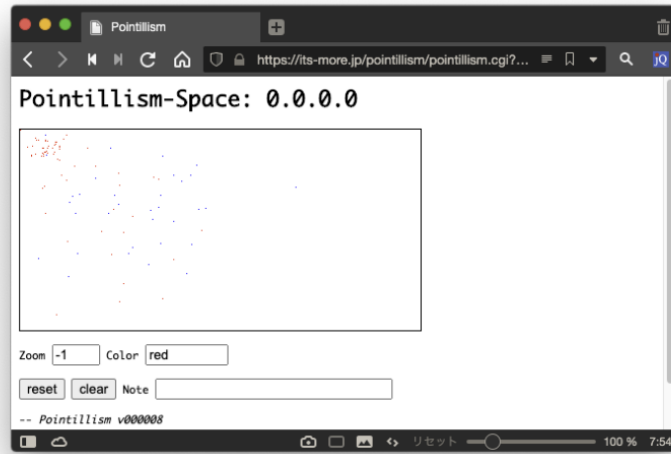 Pointillism
https://its-more.jp/pointillism/pointillism.cgi?...
jQ
Pointillism-Space: 0.0.0.0
Zoom -1 Color red
reset clear Note
-- Pointillism v000008
リセット 100 % 7:54